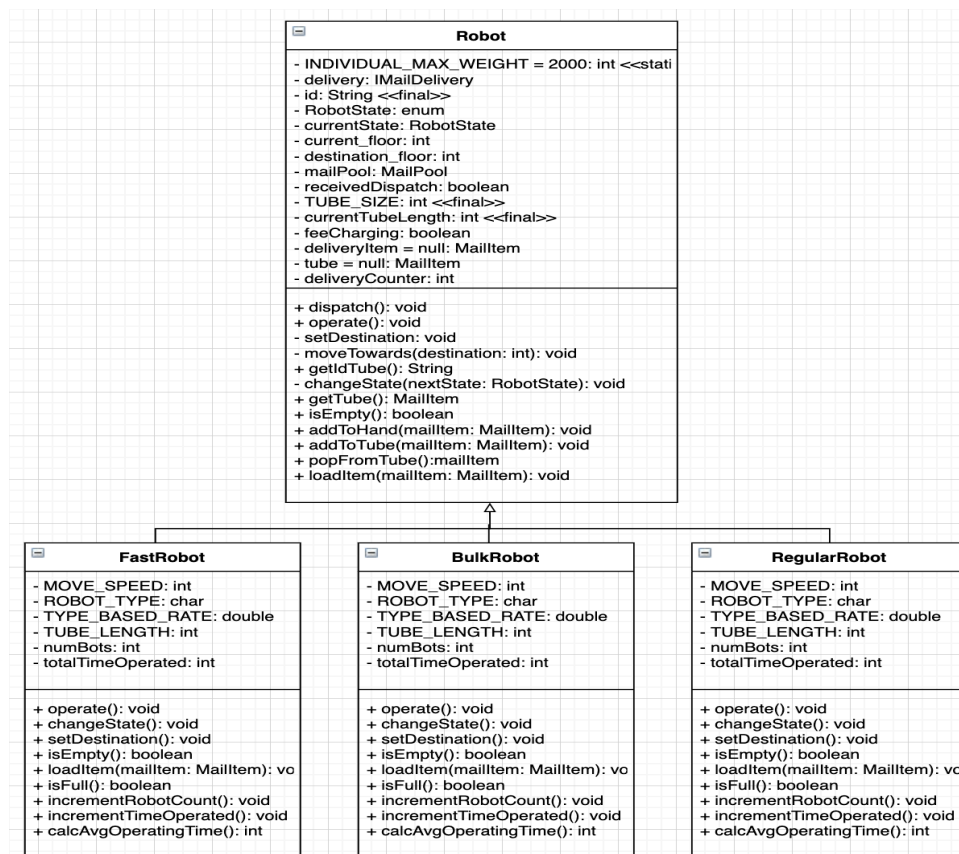 Robot
- INDIVIDUAL_MAX_WEIGHT = 2000: int <<stati
- delivery: IMailDelivery
- id: String <<final>>
- RobotState: enum
- currentState: RobotState
- current_floor: int
- destination_floor: int
- mailPool: MailPool
- receivedDispatch: boolean
- TUBE_SIZE: int <<final>>
- currentTubeLength: int <<final>>
- feeCharging: boolean
- deliveryItem = null: MailItem
- tube = null: MailItem
- deliveryCounter: int
+ dispatch(): void
+ operate(): void
- setDestination: void
- moveTowards(destination: int): void
+ getIdTube(): String
- changeState(nextState: RobotState): void
+ getTube(): MailItem
+ isEmpty(): boolean
+ addToHand(mailItem: MailItem): void
+ addToTube(mailItem: MailItem): void
+ popFromTube():mailItem
+ loadItem(mailItem: MailItem): void
FastRobot
- MOVE_SPEED: int
- ROBOT_TYPE: char
- TYPE_BASED_RATE: double
- TUBE_LENGTH: int
- numBots: int
- totalTimeOperated: int
+ operate(): void
+ changeState(): void
+ setDestination(): void
+ isEmpty(): boolean
+ loadItem(mailItem: MailItem): vo
+ isFull(): boolean
+ incrementRobotCount(): void
+ incrementTimeOperated(): void
+ calcAvgOperatingTime(): int
BulkRobot
- MOVE_SPEED: int
- ROBOT_TYPE: char
- TYPE_BASED_RATE: double
- TUBE_LENGTH: int
- numBots: int
- totalTimeOperated: int
+ operate(): void
+ changeState(): void
+ setDestination(): void
+ isEmpty(): boolean
+ loadItem(mailItem: MailItem): vo
+ isFull(): boolean
+ incrementRobotCount(): void
+ incrementTimeOperated(): void
+ calcAvgOperatingTime(): int
RegularRobot
- MOVE_SPEED: int
- ROBOT_TYPE: char
- TYPE_BASED_RATE: double
- TUBE_LENGTH: int
- numBots: int
- totalTimeOperated: int
+ operate(): void
+ changeState(): void
+ setDestination(): void
+ isEmpty(): boolean
+ loadItem(mailItem: MailItem): vo
+ isFull(): boolean
+ incrementRobotCount(): void
+ incrementTimeOperated(): void
+ calcAvgOperatingTime(): int